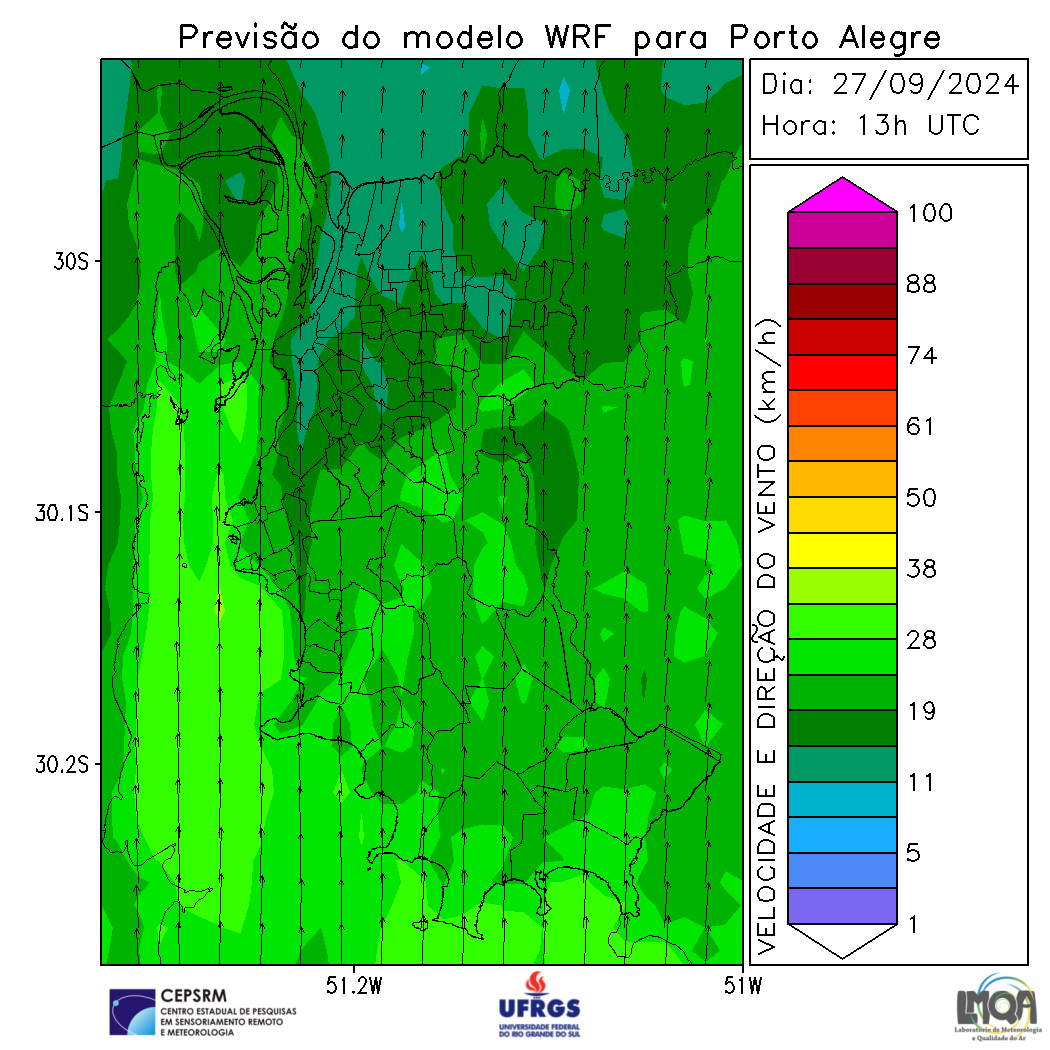 Previsão do modelo WRF para Porto Alegre
Dia: 27/09/2024
Hora: 13h UTC
30S
30.1S
30.2S
51.2W
51W
VELOCIDADE E DIREÇÃO DO VENTO (km/h)
100
88
74
61
50
38
28
19
11
5
1
CEPSRM
CENTRO ESTADUAL DE PESQUISAS
EM SENSORIAMENTO REMOTO
E METEOROLOGIA
UFRGS
UNIVERSIDADE FEDERAL
DO RIO GRANDE DO SUL
LMQA
Laboratório de Meteorologia
e Qualidade do Ar